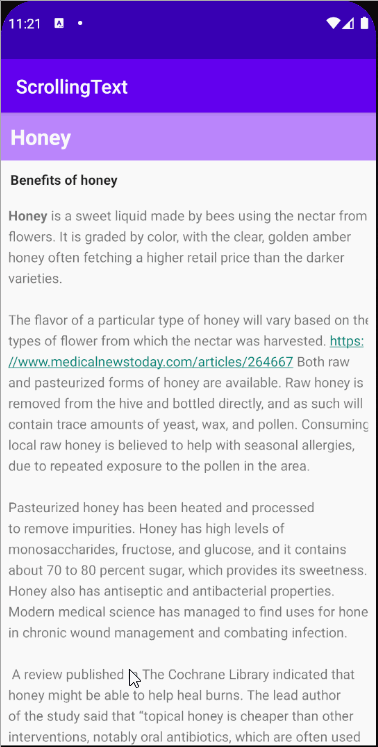 11:21
ScrollingText
Honey
Benefits of honey
Honey is a sweet liquid made by bees using the nectar from
flowers. It is graded by color, with the clear, golden amber
honey often fetching a higher retail price than the darker
varieties.
The flavor of a particular type of honey will vary based on the
types of flower from which the nectar was harvested. https:
//www.medicalnewstoday.com/articles/264667 Both raw
and pasteurized forms of honey are available. Raw honey is
removed from the hive and bottled directly, and as such will
contain trace amounts of yeast, wax, and pollen. Consuming
local raw honey is believed to help with seasonal allergies,
due to repeated exposure to the pollen in the area.
Pasteurized honey has been heated and processed
to remove impurities. Honey has high levels of
monosaccharides, fructose, and glucose, and it contains
about 70 to 80 percent sugar, which provides its sweetness.
Honey also has antiseptic and antibacterial properties.
Modern medical science has managed to find uses for hone
in chronic wound management and combating infection.
A review published The Cochrane Library indicated that
honey might be able to help heal burns. The lead author
of the study said that “topical honey is cheaper than other
interventions, notably oral antibiotics, which are often used